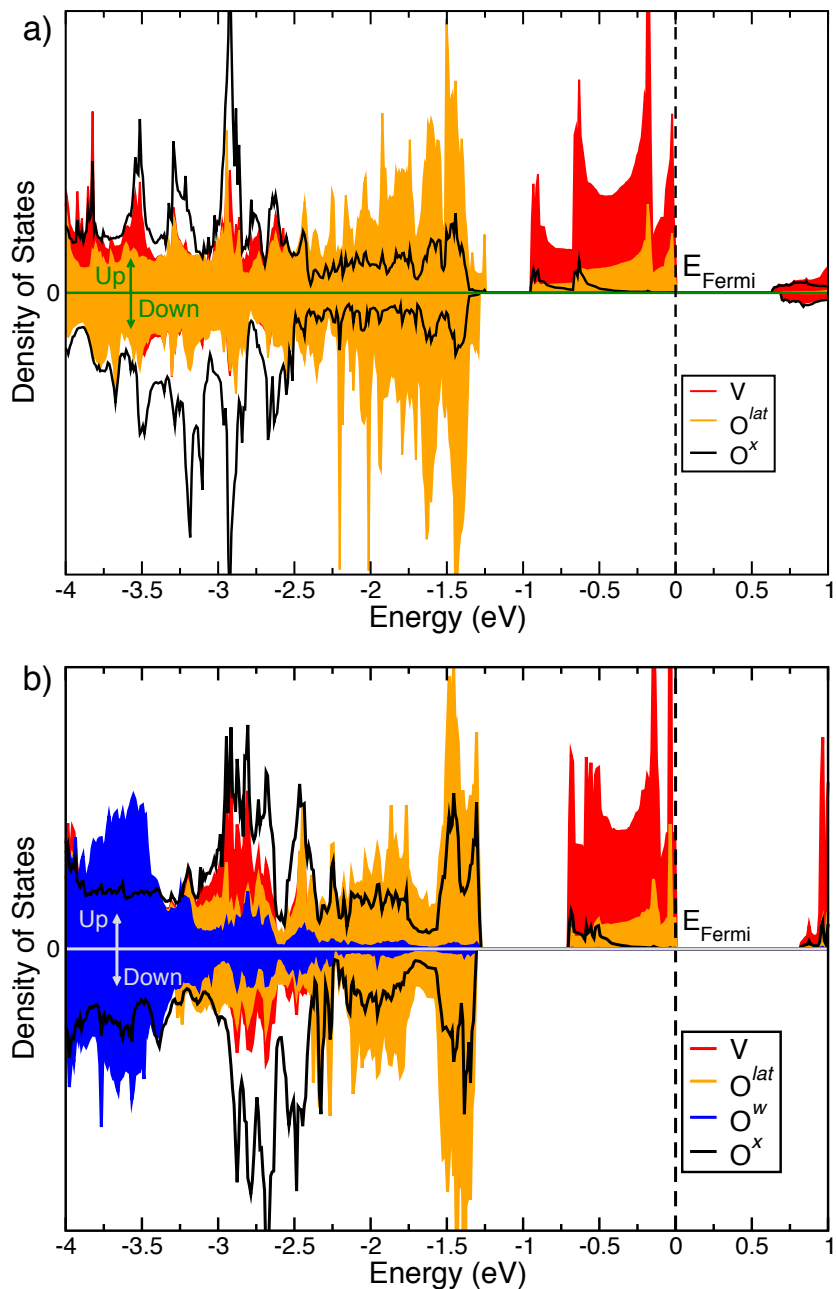 a)
Density of States
0
Up
Down
E_Fermi
V
O^lat
O^x
-4 -3.5 -3 -2.5 -2 -1.5 -1 -0.5 0 0.5 1
Energy (eV)
b)
Density of States
0
Up
Down
E_Fermi
V
O^lat
O^w
O^x
-4 -3.5 -3 -2.5 -2 -1.5 -1 -0.5 0 0.5 1
Energy (eV)